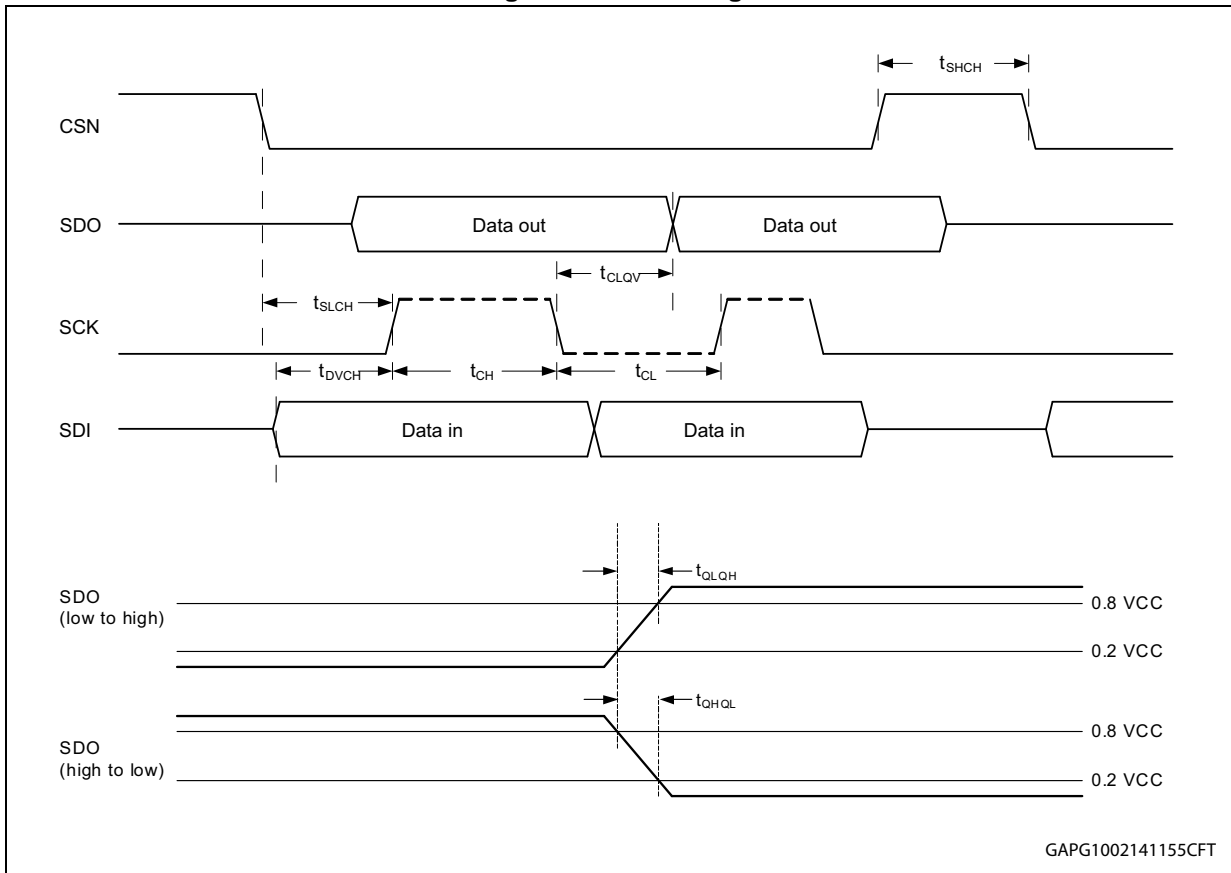 tSHCH
CSN
SDO
Data out
Data out
tCLQV
tSLCH
SCK
tDVCH
tCH
tCL
SDI
Data in
Data in
tQLQH
SDO
(low to high)
0.8 VCC
0.2 VCC
tQHQL
SDO
(high to low)
0.8 VCC
0.2 VCC
GAPG1002141155CFT